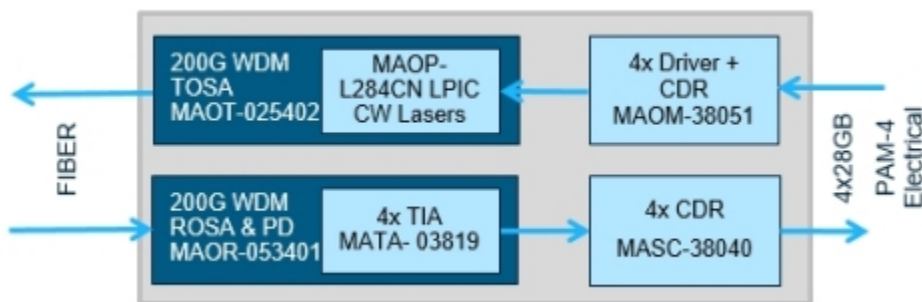 200G WDM
TOSA
MAOT-025402
MAOP-
L284CN LPIC
CW Lasers
4x Driver +
CDR
MAOM-38051
FIBER
4x28GB
PAM-4
Electrical
200G WDM
ROSA & PD
MAOR-053401
4x TIA
MATA- 03819
4x CDR
MASC-38040